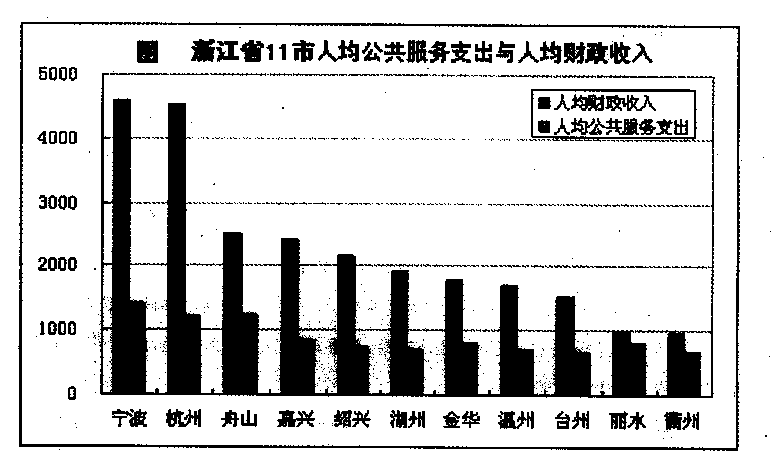 图 浙江省11市人均公共服务支出与人均财政收入
5000
4000
3000
2000
1000
0
人均财政收入
人均公共服务支出
宁波 杭州 舟山 嘉兴 绍兴 湖州 金华 温州 台州 丽水 衢州